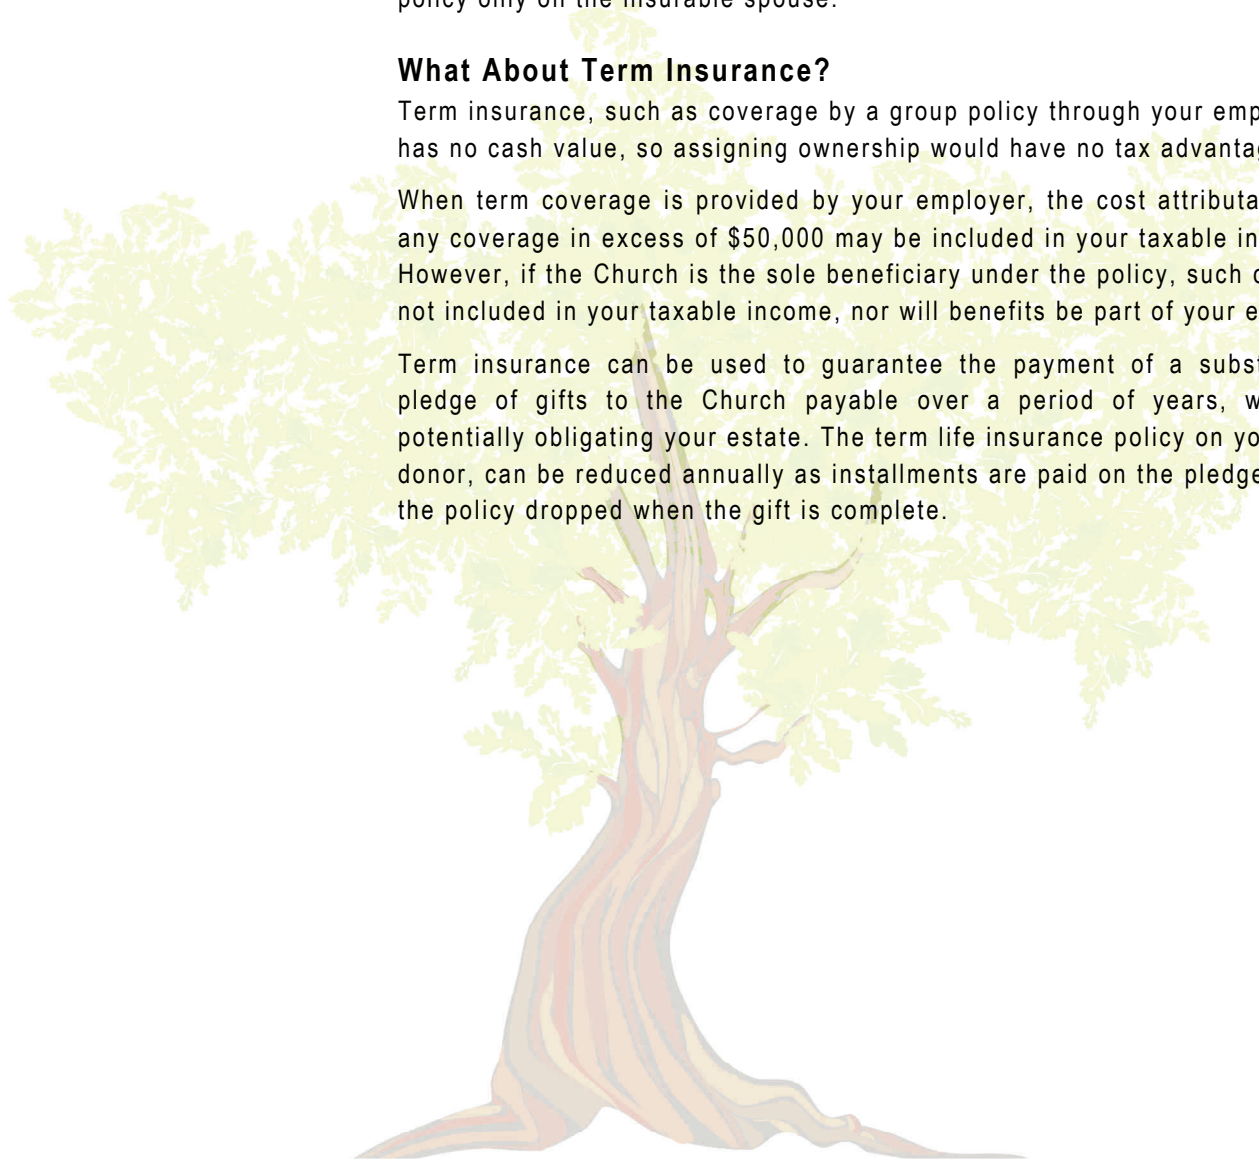 policy only on the insurable spouse.
What About Term Insurance?
Term insurance, such as coverage by a group policy through your emp
has no cash value, so assigning ownership would have no tax advantag
When term coverage is provided by your employer, the cost attributa
any coverage in excess of $50,000 may be included in your taxable in
However, if the Church is the sole beneficiary under the policy, such c
not included in your taxable income, nor will benefits be part of your e
Term insurance can be used to guarantee the payment of a subst
pledge of gifts to the Church payable over a period of years, w
potentially obligating your estate. The term life insurance policy on yo
donor, can be reduced annually as installments are paid on the pledge
the policy dropped when the gift is complete.